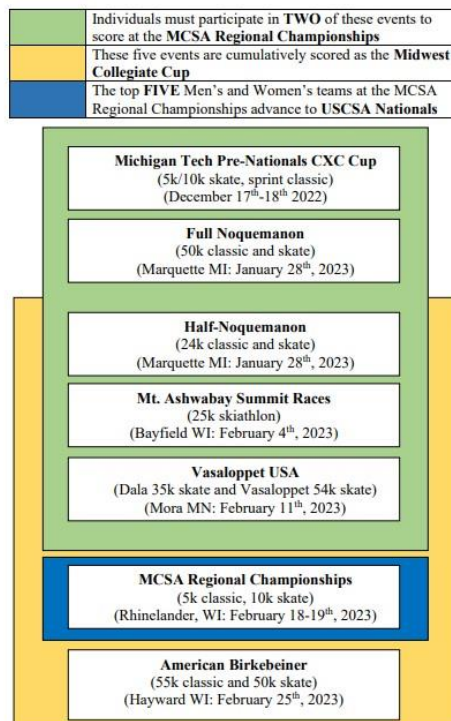 Individuals must participate in TWO of these events to
score at the MCSA Regional Championships
These five events are cumulatively scored as the Midwest
Collegiate Cup
The top FIVE Men's and Women's teams at the MCSA
Regional Championships advance to USCSA Nationals
Michigan Tech Pre-Nationals CXC Cup
(5k/10k skate, sprint classic)
(December 17th-18th 2022)
Full Noquemanon
(50k classic and skate)
(Marquette MI: January 28th, 2023)
Half-Noquemanon
(24k classic and skate)
(Marquette MI: January 28th, 2023)
Mt. Ashwabay Summit Races
(25k skiathlon)
(Bayfield WI: February 4th, 2023)
Vasaloppet USA
(Dala 35k skate and Vasaloppet 54k skate)
(Mora MN: February 11th, 2023)
MCSA Regional Championships
(5k classic, 10k skate)
(Rhinelander, WI: February 18-19th, 2023)
American Birkebeiner
(55k classic and 50k skate)
(Hayward WI: February 25th, 2023)